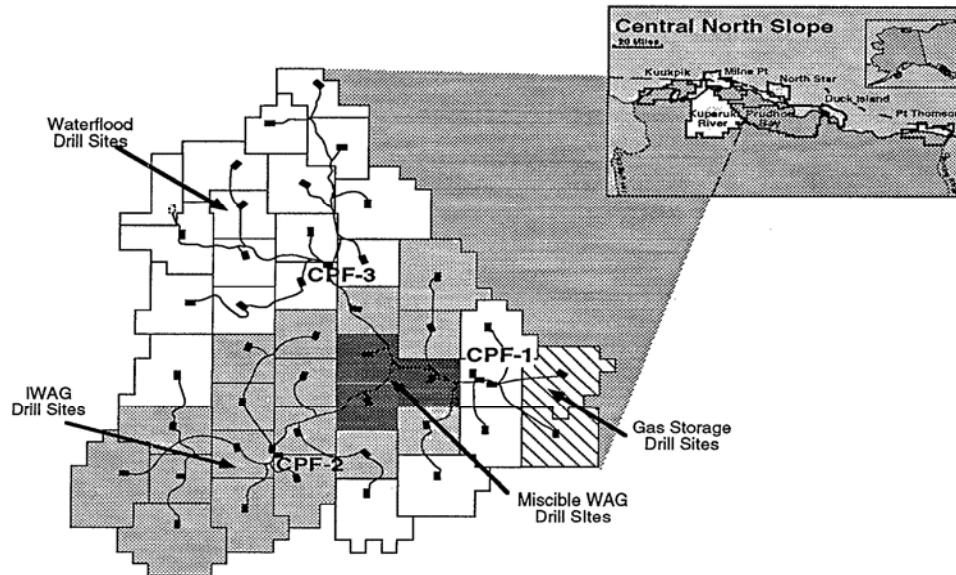 Central North Slope
20 Miles
Kuukpik
Milne Pt
North Star
Duck Island
Kuparuk
River
Prudhoe
Bay
Pt Thomson
Waterflood
Drill Sites
CPF-3
CPF-1
IWAG
Drill Sites
CPF-2
Gas Storage
Drill Sites
Miscible WAG
Drill SItes